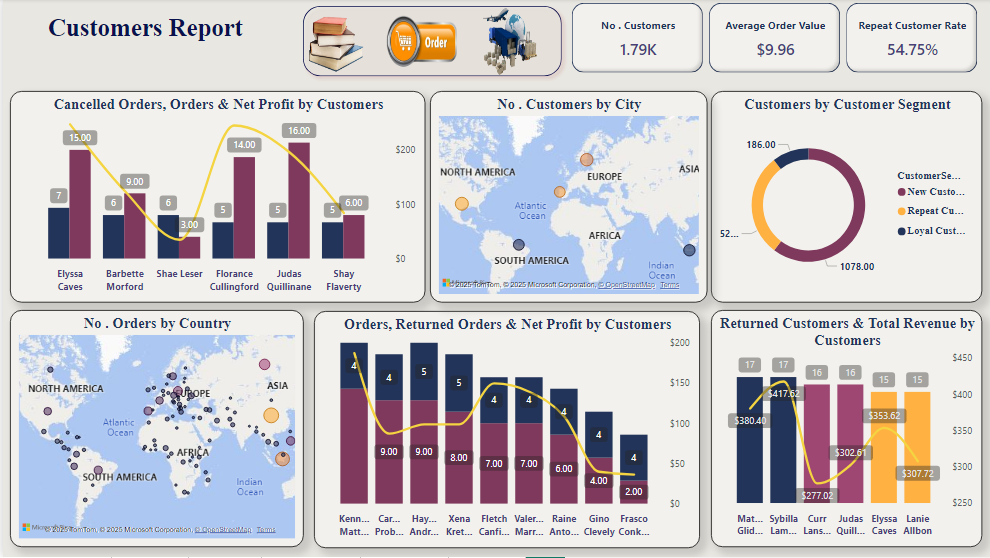 Customers Report
Order
No . Customers
1.79K
Average Order Value
$9.96
Repeat Customer Rate
54.75%
Cancelled Orders, Orders & Net Profit by Customers
15.00
7
6
9.00
6
3.00
14.00
5
16.00
5
6.00
5
$200
$100
$0
Elyssa
Caves
Barbette
Morford
Shae Leser
Florance
Cullingford
Judas
Quillinane
Shay
Flaverty
No . Customers by City
NORTH AMERICA
EUROPE
ASIA
Atlantic
Ocean
AFRICA
SOUTH AMERICA
Indian
Ocean
© 2025 TomTom, © 2025 Microsoft Corporation, © OpenStreetMap Terms
Customers by Customer Segment
186.00
52...
1078.00
CustomerSe...
New Custo...
Repeat Cu...
Loyal Cust...
No . Orders by Country
NORTH AMERICA
EUROPE
ASIA
Atlantic
Ocean
AFRICA
SOUTH AMERICA
Indian
Ocean
© 2025 TomTom, © 2025 Microsoft Corporation, © OpenStreetMap Terms
Orders, Returned Orders & Net Profit by Customers
4
4
5
5
4
4
4
4
4
9.00
9.00
8.00
7.00
7.00
6.00
4.00
2.00
$200
$150
$100
$50
$0
Kenn...
Matt...
Car...
Prob...
Hay...
Andr...
Xena
Kret...
Fletch
Canfi...
Valer...
Marr...
Raine
Anto...
Gino
Clevely
Frasco
Conk...
Returned Customers & Total Revenue by
Customers
17
17
16
16
15
15
$380.40
$417.62
$277.02
$302.61
$353.62
$307.72
$450
$400
$350
$300
$250
Mat...
Glid...
Sybilla
Lam...
Curr
Lans...
Judas
Quill...
Elyssa
Caves
Lanie
Allbon